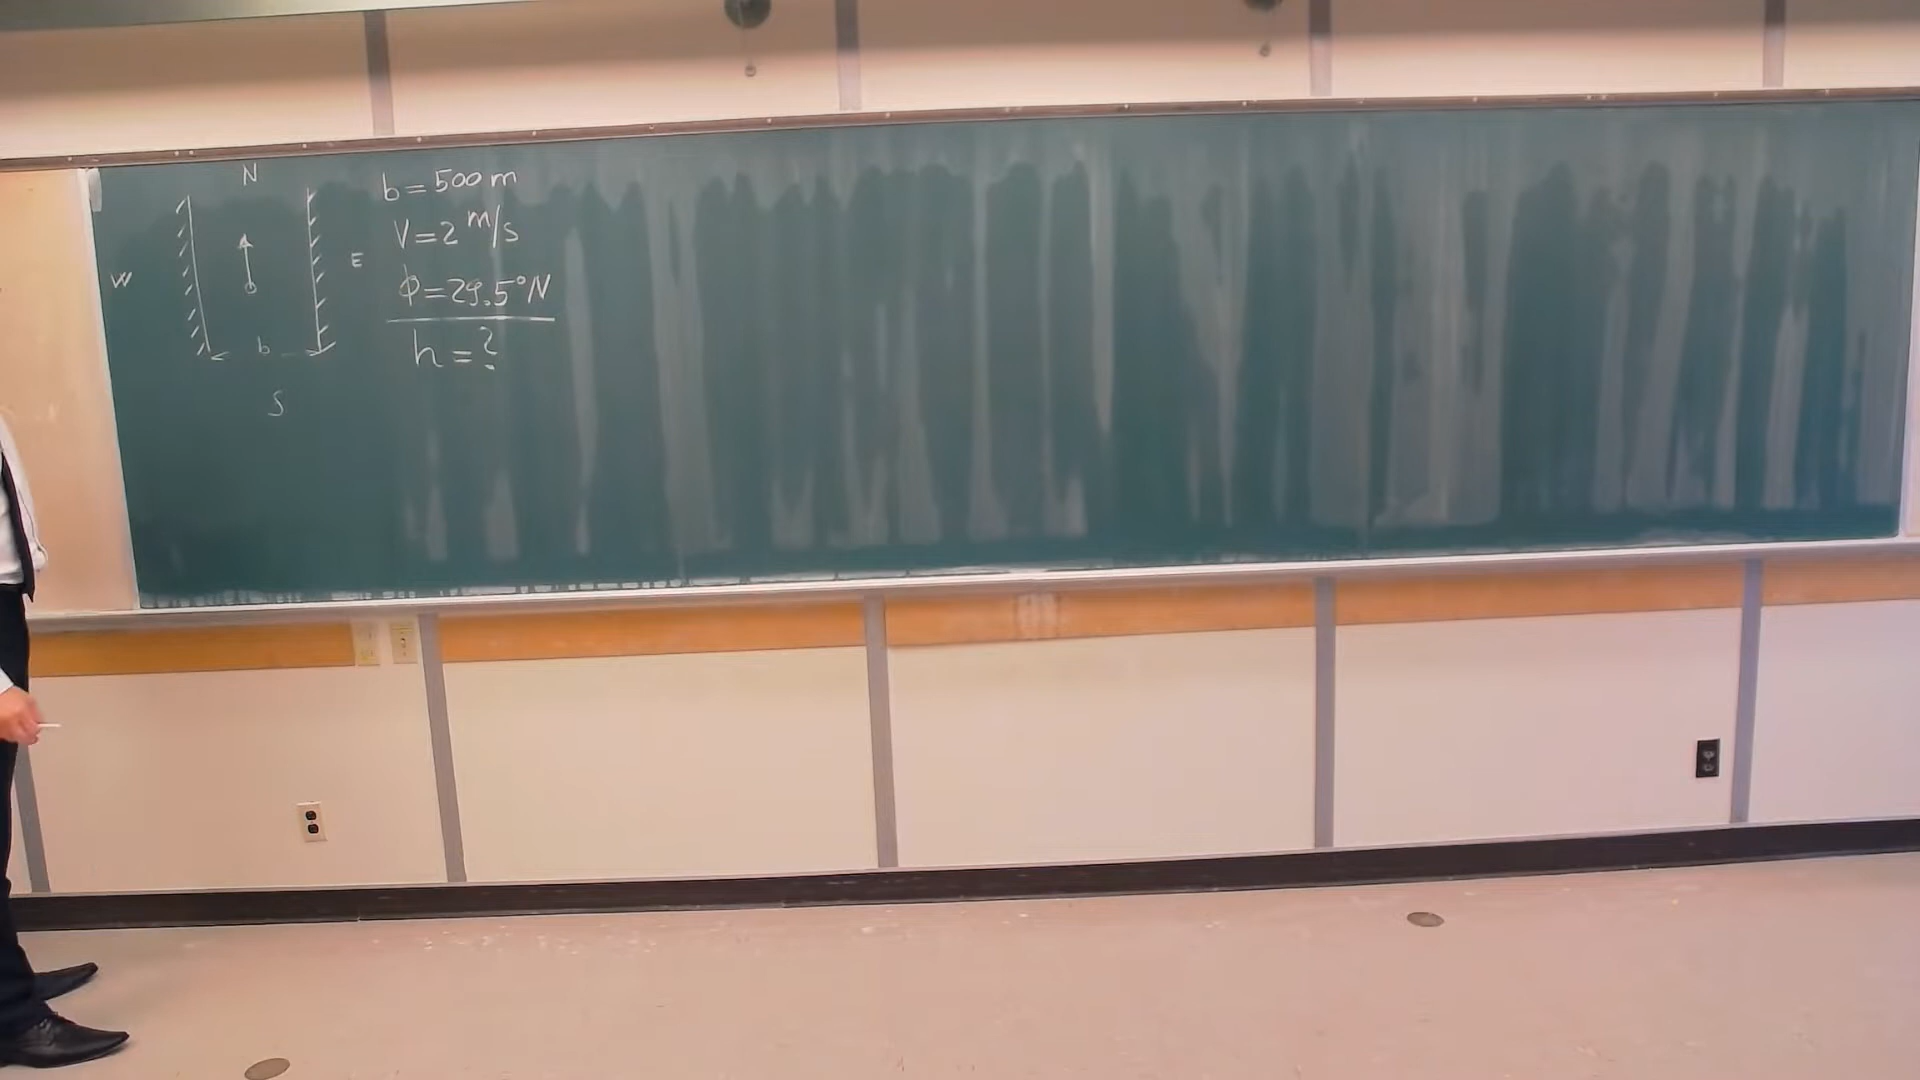 N
W
E
b
S
b = 500 m
V = 2 m/s
ϕ = 29.5° N
h = ?